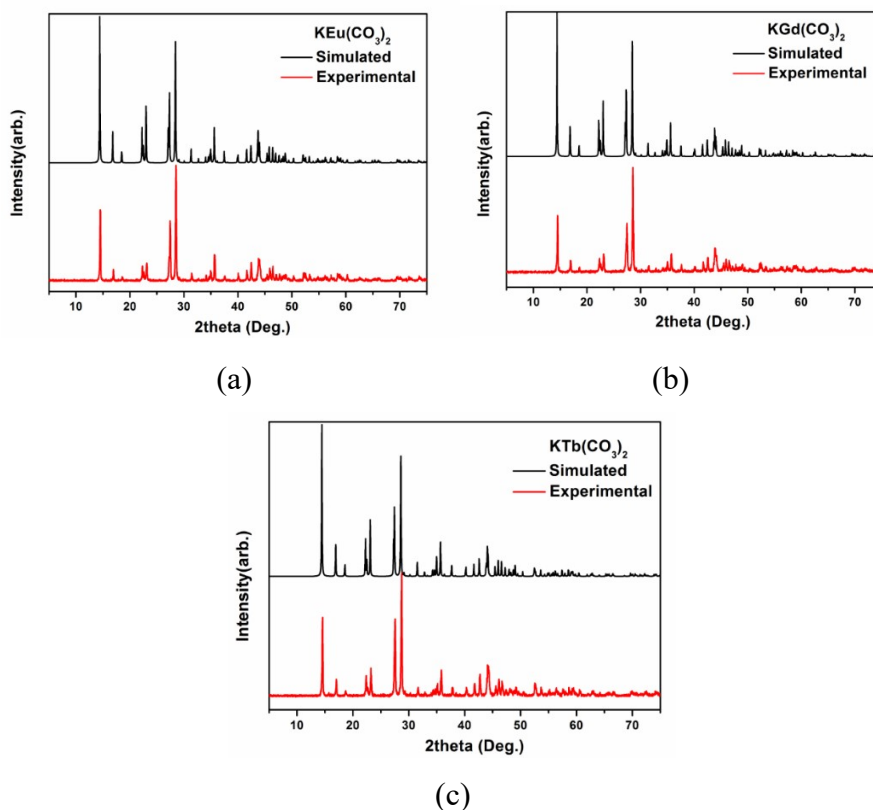 KEu(CO₃)₂
Simulated
Experimental
Intensity(arb.)
10 20 30 40 50 60 70
2theta (Deg.)
(a)
KGd(CO₃)₂
Simulated
Experimental
Intensity(arb.)
10 20 30 40 50 60 70
2theta (Deg.)
(b)
KTb(CO₃)₂
Simulated
Experimental
Intensity(arb.)
10 20 30 40 50 60 70
2theta (Deg.)
(c)